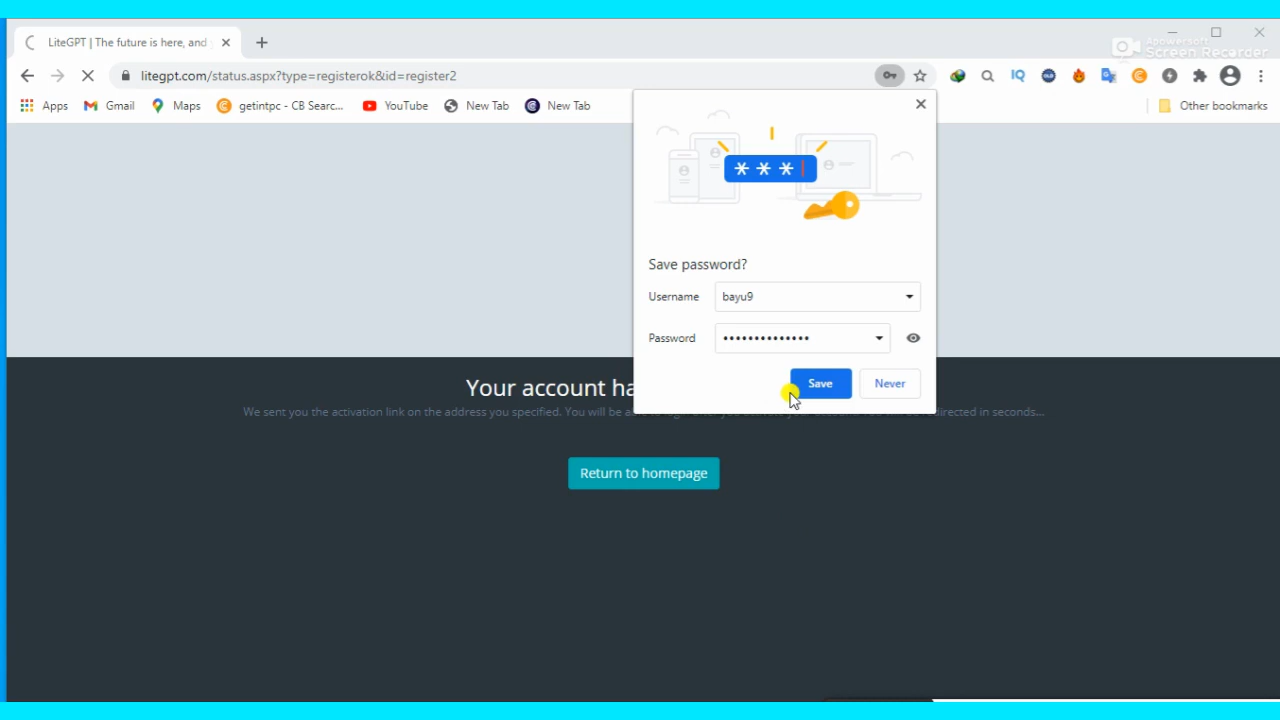 LiteGPT | The future is here, and
Apowersoft
Screen Recorder
litegpt.com/status.aspx?type=registerok&id=register2
IQ
Apps
Gmail
Maps
getintpc - CB Searc...
YouTube
New Tab
New Tab
Other bookmarks
***
Save password?
Username
bayu9
Password
••••••••••••••
Save
Never
Your account ha
We sent you the activation link on the address you specified. You will be a
directed in seconds...
Return to homepage